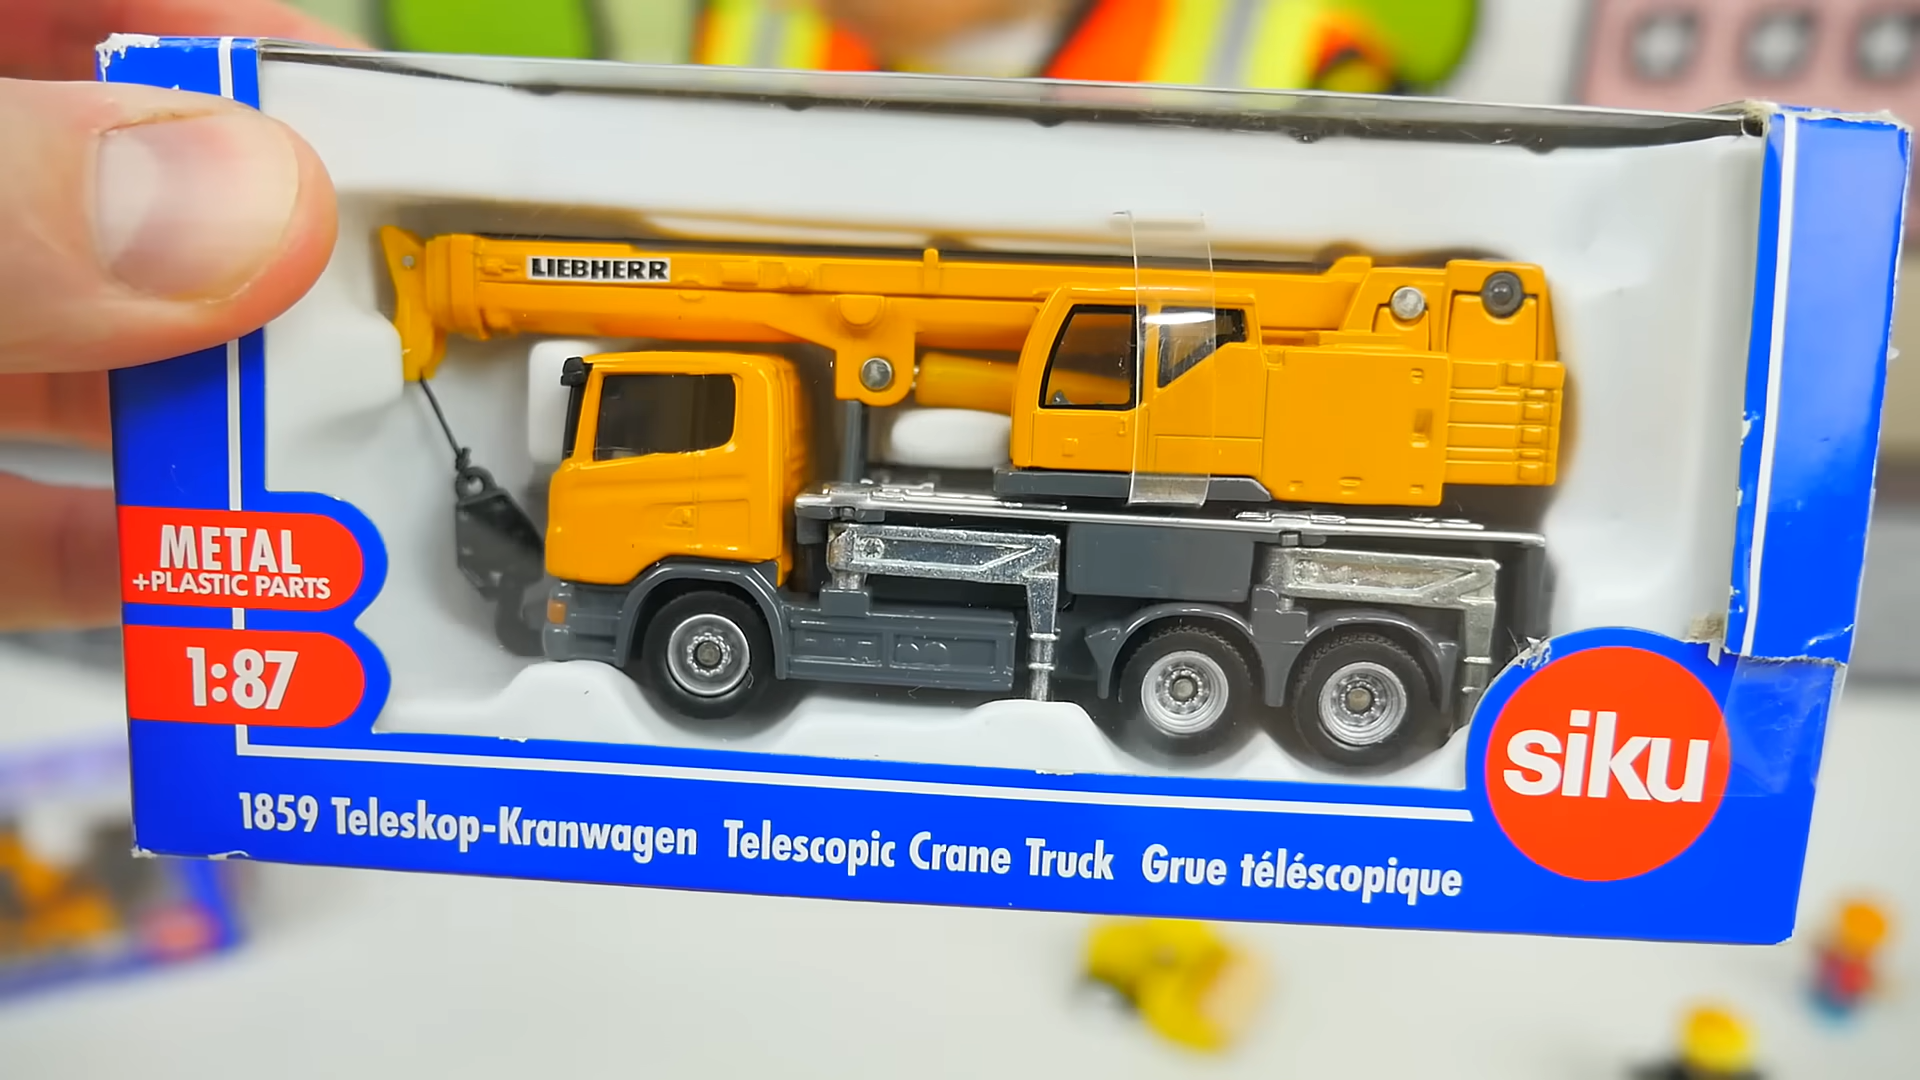 LIEBHERR
METAL
+PLASTIC PARTS
1:87
siku
1859 Teleskop-Kranwagen Telescopic Crane Truck Grue téléscopique